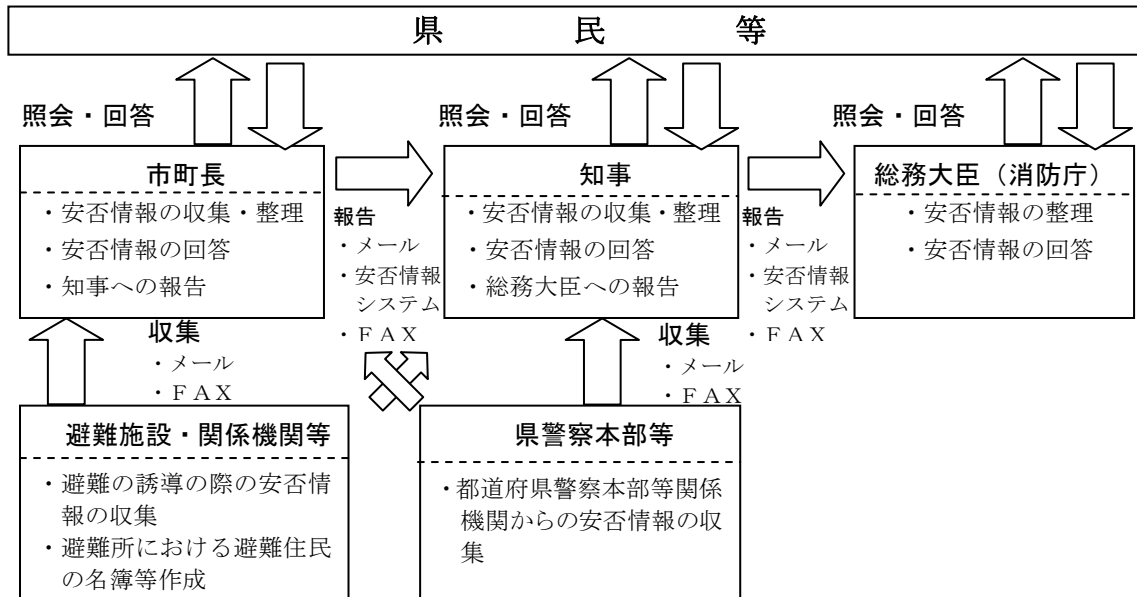 県 民 等
照会・回答
照会・回答
照会・回答
市町長
・安否情報の収集・整理
・安否情報の回答
・知事への報告
報告
・メール
・安否情報
システム
・ＦＡＸ
知事
・安否情報の収集・整理
・安否情報の回答
・総務大臣への報告
報告
・メール
・安否情報
システム
・ＦＡＸ
総務大臣（消防庁）
・安否情報の整理
・安否情報の回答
収集
・メール
・ＦＡＸ
収集
・メール
・ＦＡＸ
避難施設・関係機関等
・避難の誘導の際の安否情
報の収集
・避難所における避難住民
の名簿等作成
県警察本部等
・都道府県警察本部等関係
機関からの安否情報の収
集